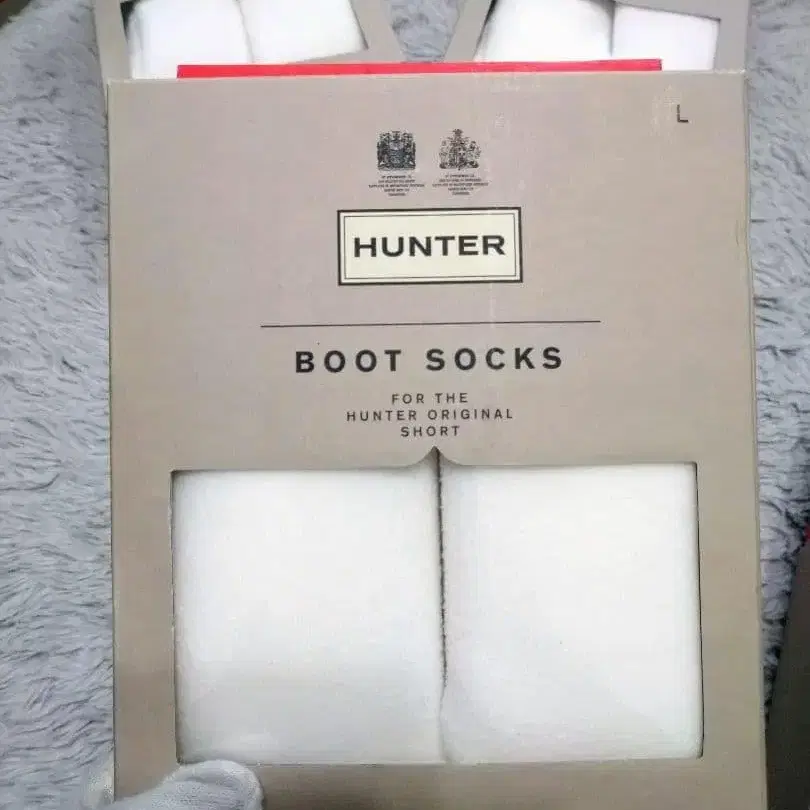 L
HUNTER
BOOT SOCKS
FOR THE
HUNTER ORIGINAL
SHORT